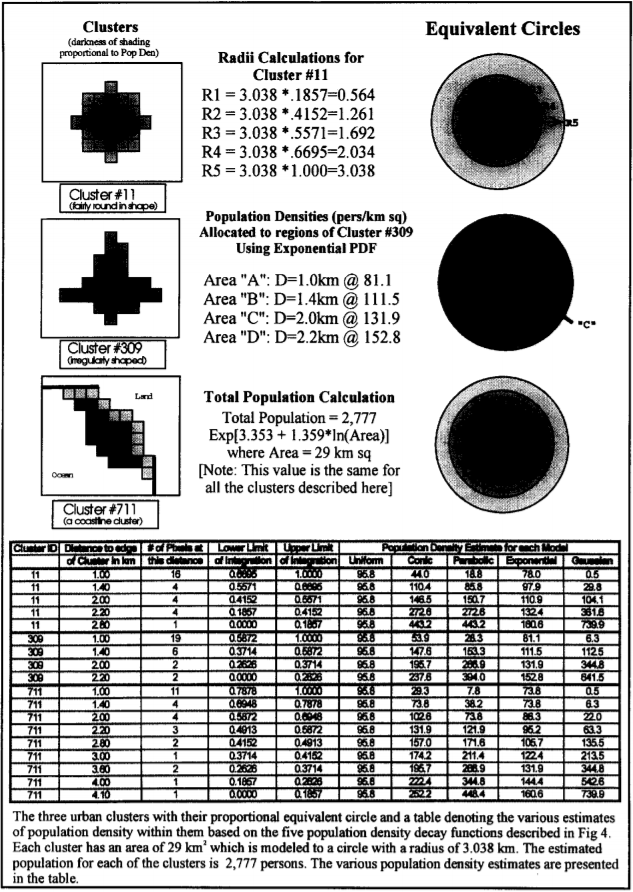 Clusters
(darkness of shading
proportional to Pop Den)
Equivalent Circles
Radii Calculations for
Cluster #11
R1 = 3.038 *.1857=0.564
R2 = 3.038 *.4152=1.261
R3 = 3.038 *.5571=1.692
R4 = 3.038 *.6695=2.034
R5 = 3.038 *1.000=3.038
R5
Cluster #11
(fairly round in shape)
Population Densities (pers/km sq)
Allocated to regions of Cluster #309
Using Exponential PDF
Area "A": D=1.0km @ 81.1
Area "B": D=1.4km @ 111.5
Area "C": D=2.0km @ 131.9
Area "D": D=2.2km @ 152.8
"C"
Cluster #309
(irregularly shaped)
Land
Ocean
Total Population Calculation
Total Population = 2,777
Exp[3.353 + 1.359*ln(Area)]
where Area = 29 km sq
[Note: This value is the same for
all the clusters described here]
Cluster #711
(a coastline cluster)
Cluster ID Distance to edge # of Pixels at Lower Limit Upper Limit Population Density Estimate for each Model
of Cluster in km this distance of Integration of Integration Uniform Conic Parabolic Exponential Gaussian
11 1.00 16 0.6695 1.0000 95.8 44.0 18.8 78.0 0.5
11 1.40 4 0.5571 0.6695 95.8 110.4 85.8 97.9 29.8
11 2.00 4 0.4152 0.5571 95.8 146.5 150.7 110.9 104.1
11 2.20 4 0.1857 0.4152 95.8 272.6 272.6 132.4 361.6
11 2.80 1 0.0000 0.1857 95.8 443.2 443.2 160.6 739.9
309 1.00 19 0.5872 1.0000 95.8 53.9 28.3 81.1 6.3
309 1.40 6 0.3714 0.5872 95.8 147.6 153.3 111.5 112.5
309 2.00 2 0.2626 0.3714 95.8 195.7 266.9 131.9 344.8
309 2.20 2 0.0000 0.2626 95.8 237.6 394.0 152.8 641.5
711 1.00 11 0.7878 1.0000 95.8 29.3 7.8 73.8 0.5
711 1.40 4 0.6948 0.7878 95.8 73.8 38.2 73.8 6.3
711 2.00 4 0.5872 0.6948 95.8 102.6 73.8 86.3 22.0
711 2.20 3 0.4913 0.5872 95.8 131.9 121.9 95.2 63.3
711 2.80 2 0.4152 0.4913 95.8 157.0 171.6 106.7 135.5
711 3.00 1 0.3714 0.4152 95.8 174.2 211.4 122.4 213.5
711 3.60 2 0.2626 0.3714 95.8 195.7 266.9 131.9 344.8
711 4.00 1 0.1857 0.2626 95.8 222.4 344.8 144.4 542.6
711 4.10 1 0.0000 0.1857 95.8 252.2 448.4 160.6 739.9
The three urban clusters with their proportional equivalent circle and a table denoting the various estimates
of population density within them based on the five population density decay functions described in Fig 4.
Each cluster has an area of 29 km² which is modeled to a circle with a radius of 3.038 km. The estimated
population for each of the clusters is 2,777 persons. The various population density estimates are presented
in the table.